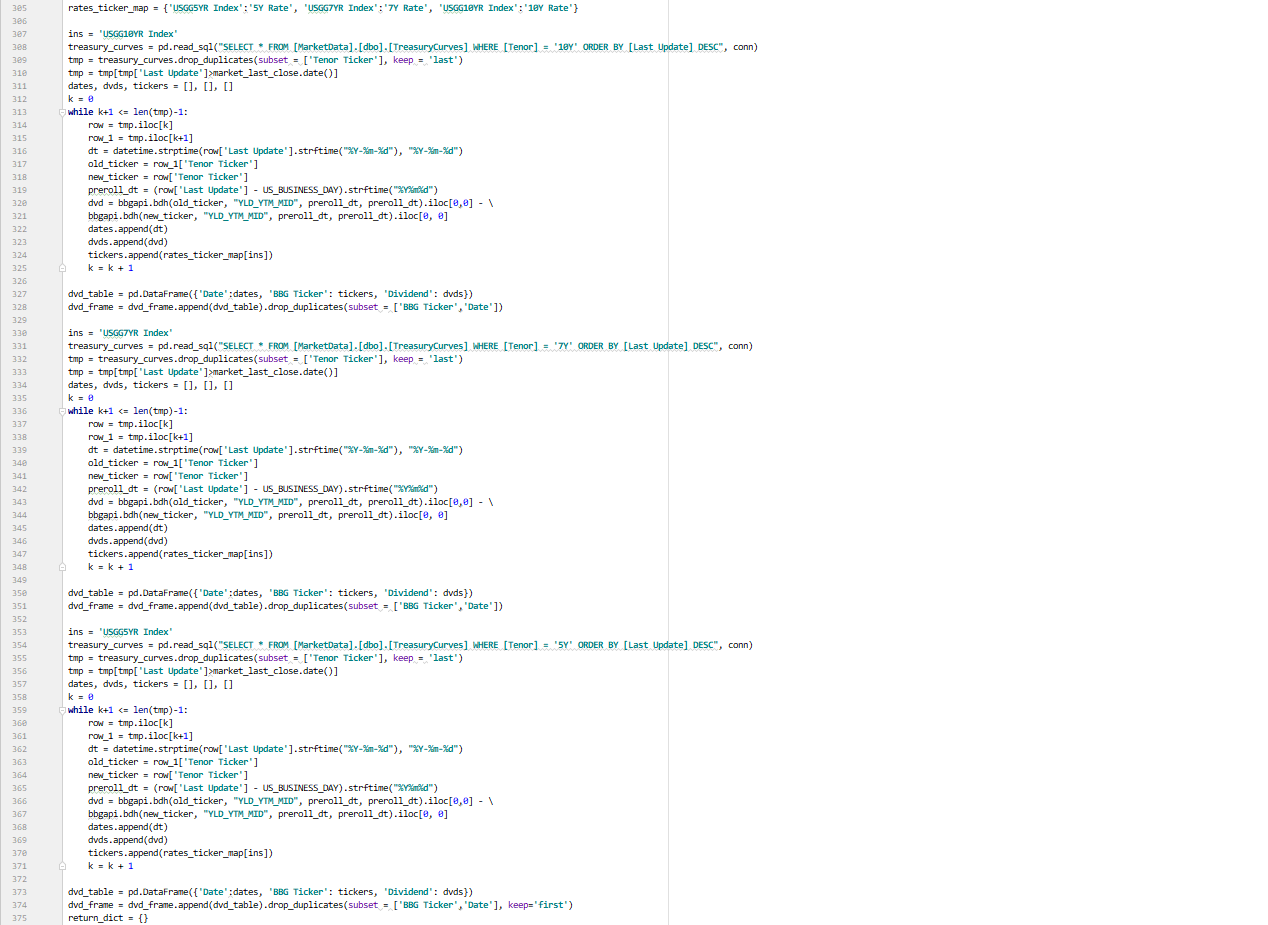 305 rates_ticker_map = {'USGG5YR Index':'5Y Rate', 'USGG7YR Index':'7Y Rate', 'USGG10YR Index':'10Y Rate'}
306
307 ins = 'USGG10YR Index'
308 treasury_curves = pd.read_sql("SELECT * FROM [MarketData].[dbo].[TreasuryCurves] WHERE [Tenor] = '10Y' ORDER BY [Last Update] DESC", conn)
309 tmp = treasury_curves.drop_duplicates(subset = ['Tenor Ticker'], keep = 'last')
310 tmp = tmp[tmp['Last Update']>market_last_close.date()]
311 dates, dvds, tickers = [], [], []
312 k = 0
313 while k+1 <= len(tmp)-1:
314     row = tmp.iloc[k]
315     row_1 = tmp.iloc[k+1]
316     dt = datetime.strptime(row['Last Update'].strftime("%Y-%m-%d"), "%Y-%m-%d")
317     old_ticker = row_1['Tenor Ticker']
318     new_ticker = row['Tenor Ticker']
319     preroll_dt = (row['Last Update'] - US_BUSINESS_DAY).strftime("%Y%m%d")
320     dvd = bbgapi.bdh(old_ticker, "YLD_YTM_MID", preroll_dt, preroll_dt).iloc[0,0] - \
321     bbgapi.bdh(new_ticker, "YLD_YTM_MID", preroll_dt, preroll_dt).iloc[0, 0]
322     dates.append(dt)
323     dvds.append(dvd)
324     tickers.append(rates_ticker_map[ins])
325     k = k + 1
326
327 dvd_table = pd.DataFrame({'Date':dates, 'BBG Ticker': tickers, 'Dividend': dvds})
328 dvd_frame = dvd_frame.append(dvd_table).drop_duplicates(subset = ['BBG Ticker','Date'])
329
330 ins = 'USGG7YR Index'
331 treasury_curves = pd.read_sql("SELECT * FROM [MarketData].[dbo].[TreasuryCurves] WHERE [Tenor] = '7Y' ORDER BY [Last Update] DESC", conn)
332 tmp = treasury_curves.drop_duplicates(subset = ['Tenor Ticker'], keep = 'last')
333 tmp = tmp[tmp['Last Update']>market_last_close.date()]
334 dates, dvds, tickers = [], [], []
335 k = 0
336 while k+1 <= len(tmp)-1:
337     row = tmp.iloc[k]
338     row_1 = tmp.iloc[k+1]
339     dt = datetime.strptime(row['Last Update'].strftime("%Y-%m-%d"), "%Y-%m-%d")
340     old_ticker = row_1['Tenor Ticker']
341     new_ticker = row['Tenor Ticker']
342     preroll_dt = (row['Last Update'] - US_BUSINESS_DAY).strftime("%Y%m%d")
343     dvd = bbgapi.bdh(old_ticker, "YLD_YTM_MID", preroll_dt, preroll_dt).iloc[0,0] - \
344     bbgapi.bdh(new_ticker, "YLD_YTM_MID", preroll_dt, preroll_dt).iloc[0, 0]
345     dates.append(dt)
346     dvds.append(dvd)
347     tickers.append(rates_ticker_map[ins])
348     k = k + 1
349
350 dvd_table = pd.DataFrame({'Date':dates, 'BBG Ticker': tickers, 'Dividend': dvds})
351 dvd_frame = dvd_frame.append(dvd_table).drop_duplicates(subset = ['BBG Ticker','Date'])
352
353 ins = 'USGG5YR Index'
354 treasury_curves = pd.read_sql("SELECT * FROM [MarketData].[dbo].[TreasuryCurves] WHERE [Tenor] = '5Y' ORDER BY [Last Update] DESC", conn)
355 tmp = treasury_curves.drop_duplicates(subset = ['Tenor Ticker'], keep = 'last')
356 tmp = tmp[tmp['Last Update']>market_last_close.date()]
357 dates, dvds, tickers = [], [], []
358 k = 0
359 while k+1 <= len(tmp)-1:
360     row = tmp.iloc[k]
361     row_1 = tmp.iloc[k+1]
362     dt = datetime.strptime(row['Last Update'].strftime("%Y-%m-%d"), "%Y-%m-%d")
363     old_ticker = row_1['Tenor Ticker']
364     new_ticker = row['Tenor Ticker']
365     preroll_dt = (row['Last Update'] - US_BUSINESS_DAY).strftime("%Y%m%d")
366     dvd = bbgapi.bdh(old_ticker, "YLD_YTM_MID", preroll_dt, preroll_dt).iloc[0,0] - \
367     bbgapi.bdh(new_ticker, "YLD_YTM_MID", preroll_dt, preroll_dt).iloc[0, 0]
368     dates.append(dt)
369     dvds.append(dvd)
370     tickers.append(rates_ticker_map[ins])
371     k = k + 1
372
373 dvd_table = pd.DataFrame({'Date':dates, 'BBG Ticker': tickers, 'Dividend': dvds})
374 dvd_frame = dvd_frame.append(dvd_table).drop_duplicates(subset = ['BBG Ticker','Date'], keep='first')
375 return_dict = {}